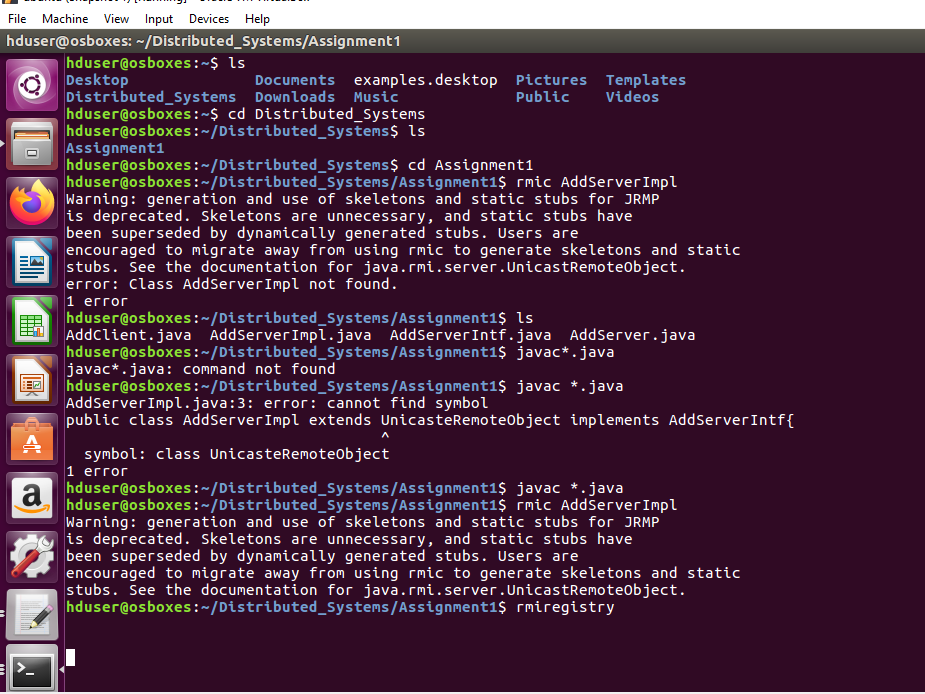 File Machine View Input Devices Help
hduser@osboxes: ~/Distributed_Systems/Assignment1
hduser@osboxes:~$ ls
Desktop Documents examples.desktop Pictures Templates
Distributed_Systems Downloads Music Public Videos
hduser@osboxes:~$ cd Distributed_Systems
hduser@osboxes:~/Distributed_Systems$ ls
Assignment1
hduser@osboxes:~/Distributed_Systems$ cd Assignment1
hduser@osboxes:~/Distributed_Systems/Assignment1$ rmic AddServerImpl
Warning: generation and use of skeletons and static stubs for JRMP
is deprecated. Skeletons are unnecessary, and static stubs have
been superseded by dynamically generated stubs. Users are
encouraged to migrate away from using rmic to generate skeletons and static
stubs. See the documentation for java.rmi.server.UnicastRemoteObject.
error: Class AddServerImpl not found.
1 error
hduser@osboxes:~/Distributed_Systems/Assignment1$ ls
AddClient.java AddServerImpl.java AddServerIntf.java AddServer.java
hduser@osboxes:~/Distributed_Systems/Assignment1$ javac*.java
javac*.java: command not found
hduser@osboxes:~/Distributed_Systems/Assignment1$ javac *.java
AddServerImpl.java:3: error: cannot find symbol
public class AddServerImpl extends UnicasteRemoteObject implements AddServerIntf{
^
symbol: class UnicasteRemoteObject
1 error
hduser@osboxes:~/Distributed_Systems/Assignment1$ javac *.java
hduser@osboxes:~/Distributed_Systems/Assignment1$ rmic AddServerImpl
Warning: generation and use of skeletons and static stubs for JRMP
is deprecated. Skeletons are unnecessary, and static stubs have
been superseded by dynamically generated stubs. Users are
encouraged to migrate away from using rmic to generate skeletons and static
stubs. See the documentation for java.rmi.server.UnicastRemoteObject.
hduser@osboxes:~/Distributed_Systems/Assignment1$ rmiregistry